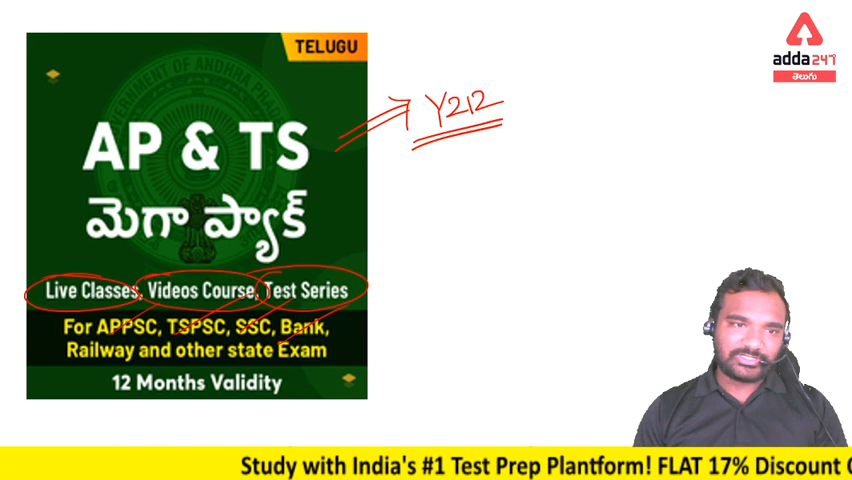 TELUGU
AP & TS
మెగా ప్యాక్
Live Classes, Videos Course, Test Series
For APPSC, TSPSC, SSC, Bank,
Railway and other state Exam
12 Months Validity
Y212
adda247
తెలుగు
Study with India's #1 Test Prep Plantform! FLAT 17% Discount